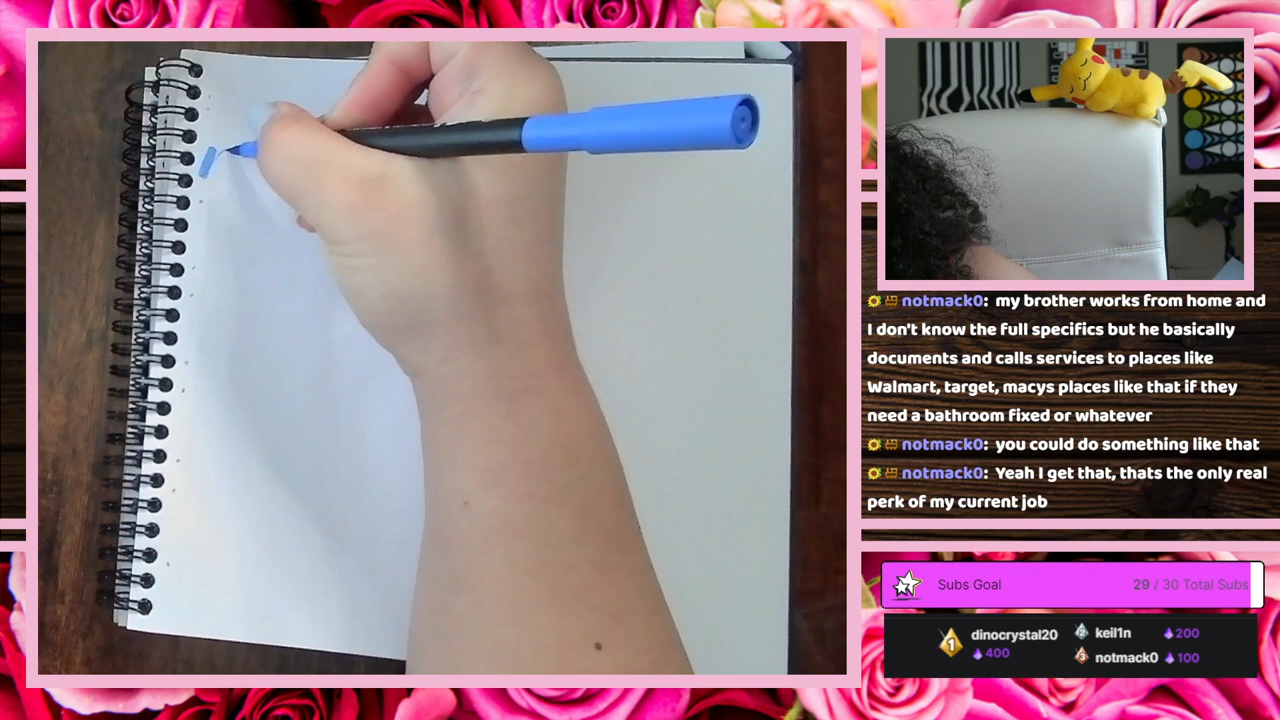 notmack0: my brother works from home and
I don't know the full specifics but he basically
documents and calls services to places like
Walmart, target, macys places like that if they
need a bathroom fixed or whatever
notmack0: you could do something like that
notmack0: Yeah I get that, thats the only real
perk of my current job
Subs Goal 29 / 30 Total Subs
1 dinocrystal20 400
2 keil1n 200
3 notmack0 100